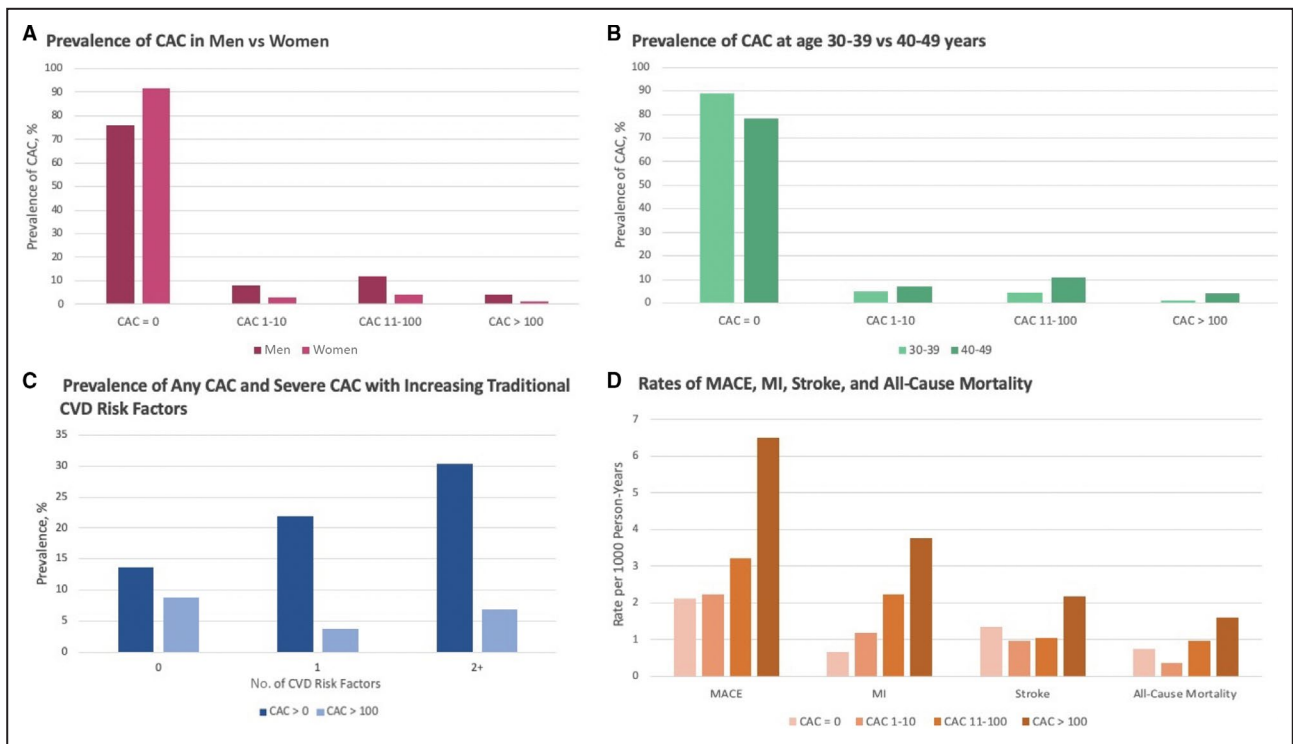 A Prevalence of CAC in Men vs Women
100
90
80
70
60
50
40
30
20
10
0
Prevalence of CAC, %
CAC = 0 CAC 1-10 CAC 11-100 CAC > 100
Men Women
B Prevalence of CAC at age 30-39 vs 40-49 years
100
90
80
70
60
50
40
30
20
10
0
Prevalence of CAC, %
CAC = 0 CAC 1-10 CAC 11-100 CAC > 100
30-39 40-49
C Prevalence of Any CAC and Severe CAC with Increasing Traditional
CVD Risk Factors
35
30
25
20
15
10
5
0
Prevalence, %
0 1 2+
No. of CVD Risk Factors
CAC > 0 CAC > 100
D Rates of MACE, MI, Stroke, and All-Cause Mortality
7
6
5
4
3
2
1
0
Rate per 1000 Person-Years
MACE MI Stroke All-Cause Mortality
CAC = 0 CAC 1-10 CAC 11-100 CAC > 100